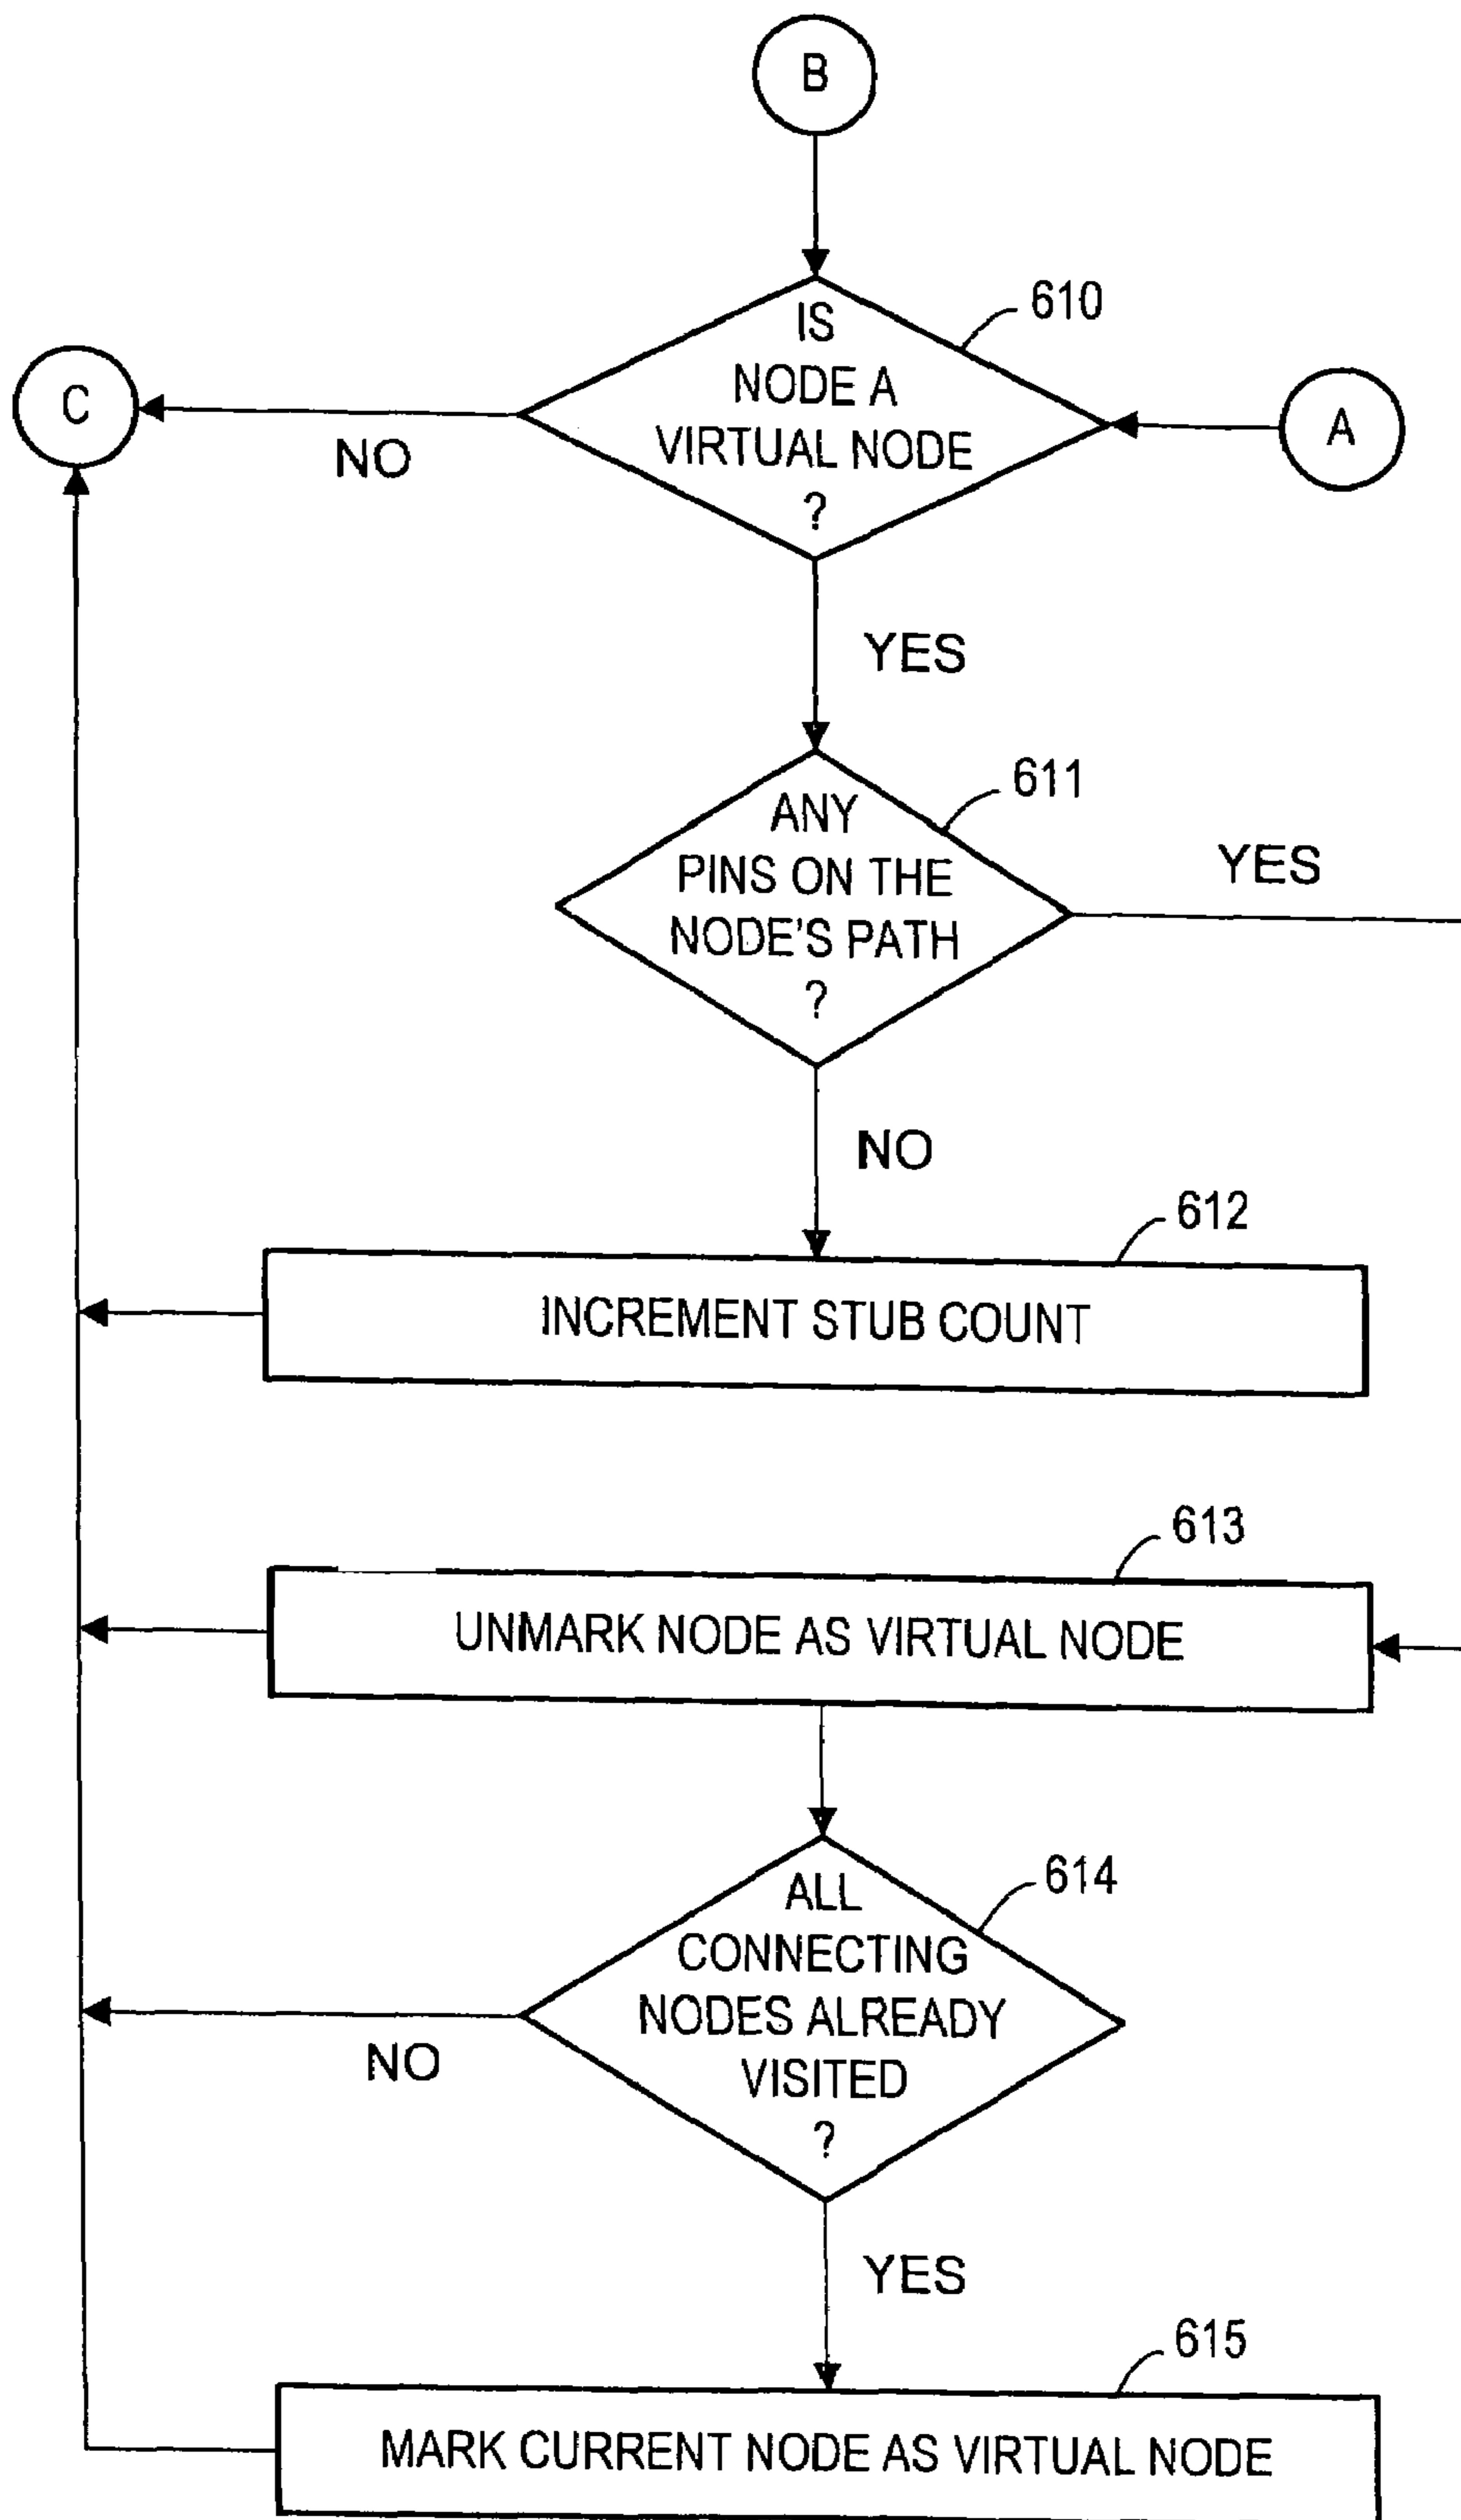 B
610
IS
NODE A
VIRTUAL NODE
?
C
A
NO
YES
611
ANY
PINS ON THE
NODE'S PATH
?
YES
NO
612
INCREMENT STUB COUNT
613
UNMARK NODE AS VIRTUAL NODE
614
ALL
CONNECTING
NODES ALREADY
VISITED
?
NO
YES
615
MARK CURRENT NODE AS VIRTUAL NODE